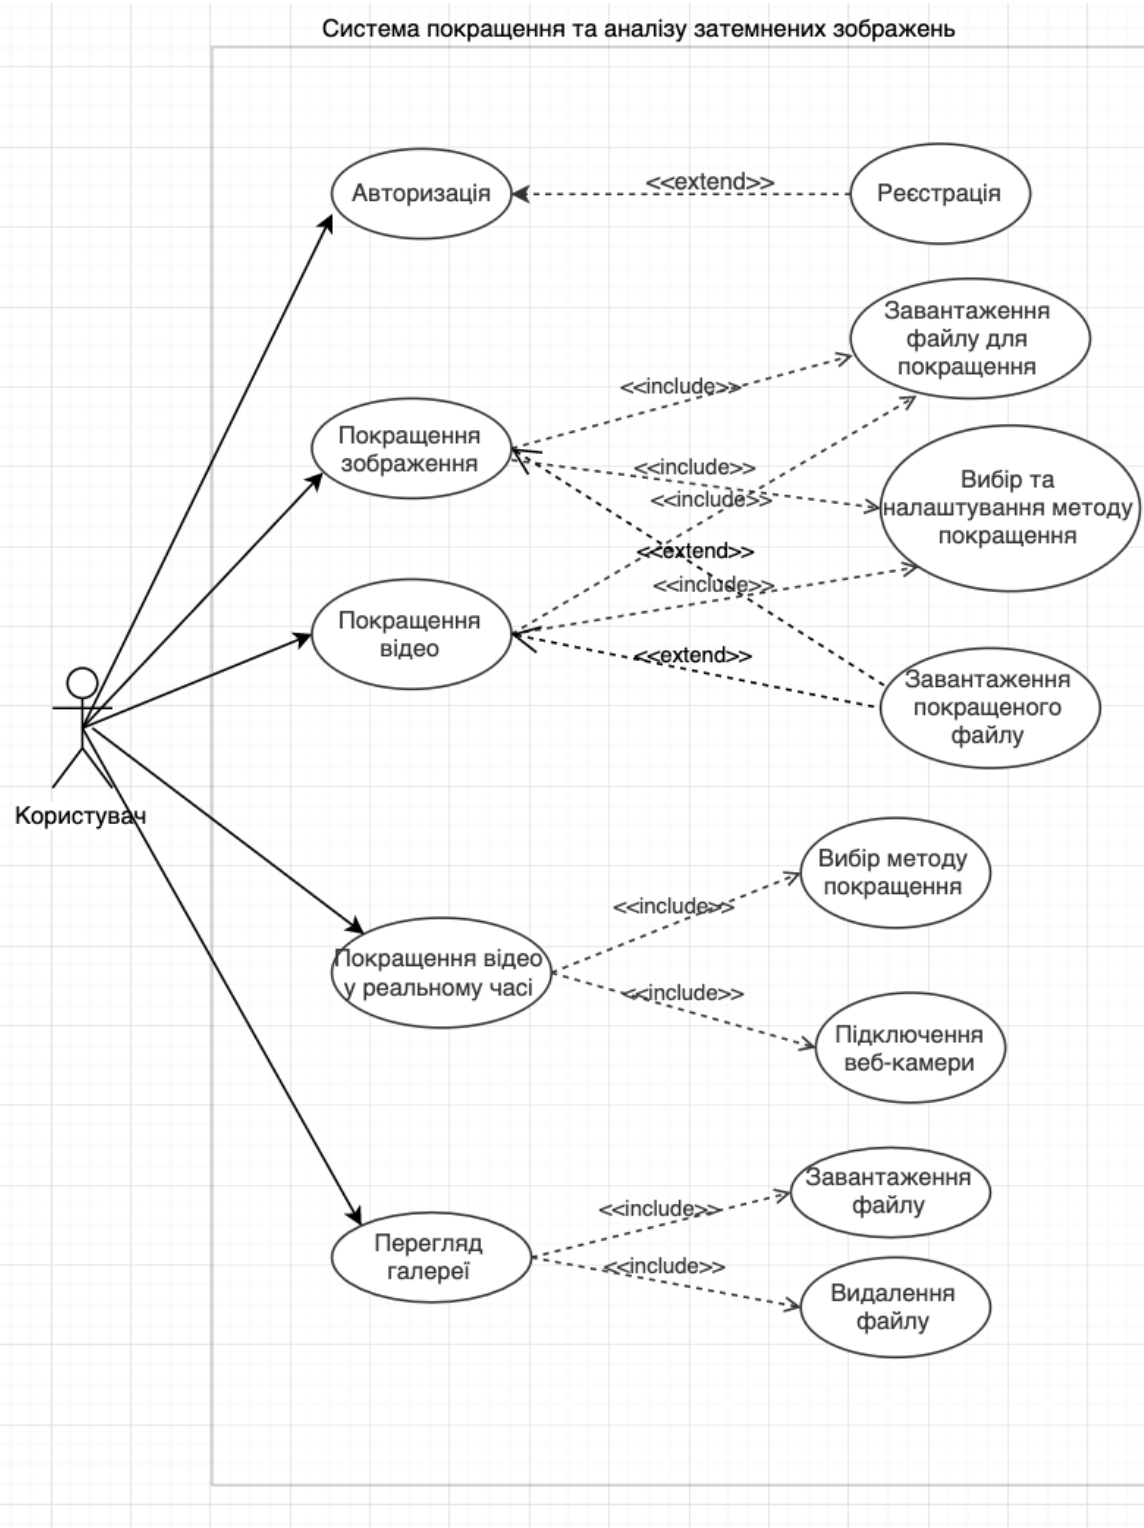 Система покращення та аналізу затемнених зображень
Авторизація
<<extend>>
Реєстрація
Завантаження
файлу для
покращення
<<include>>
Покращення
зображення
<<include>>
<<include>>
Вибір та
налаштування методу
покращення
<<extend>>
<<include>>
Покращення
відео
<<extend>>
Завантаження
покращеного
файлу
Користувач
Вибір методу
покращення
<<include>>
Покращення відео
у реальному часі
<<include>>
Підключення
веб-камери
Завантаження
файлу
<<include>>
Перегляд
галереї
<<include>>
Видалення
файлу